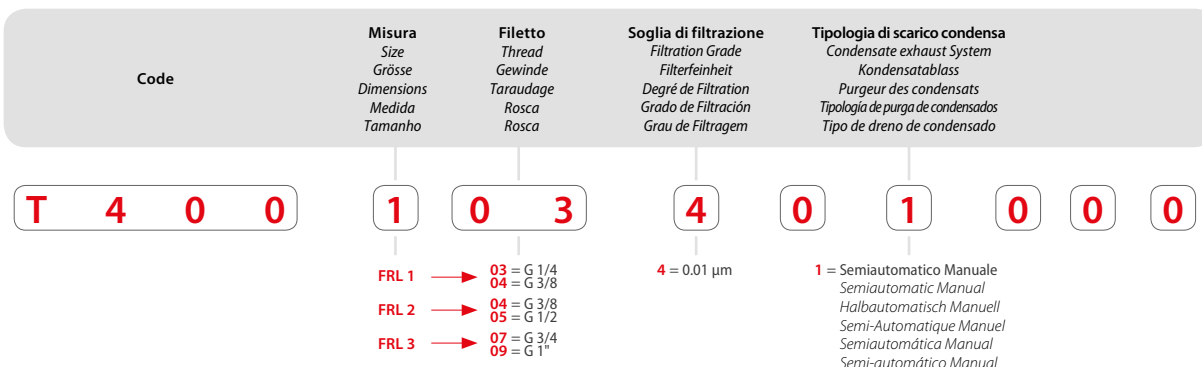 Code
Misura
Size
Grösse
Dimensions
Medida
Tamanho
Filetto
Thread
Gewinde
Taraudage
Rosca
Rosca
Soglia di filtrazione
Filtration Grade
Filterfeinheit
Degré de Filtration
Grado de Filtración
Grau de Filtragem
Tipologia di scarico condensa
Condensate exhaust System
Kondensatablass
Purgeur des condensats
Tipología de purga de condensados
Tipo de dreno de condensado
T 4 0 0 1 0 3 4 0 1 0 0 0
FRL 1
03 = G 1/4
04 = G 3/8
FRL 2
04 = G 3/8
05 = G 1/2
FRL 3
07 = G 3/4
09 = G 1"
4 = 0.01 µm
1 = Semiautomatico Manuale
Semiautomatic Manual
Halbautomatisch Manuell
Semi-Automatique Manuel
Semiautomática Manual
Semi-automático Manual